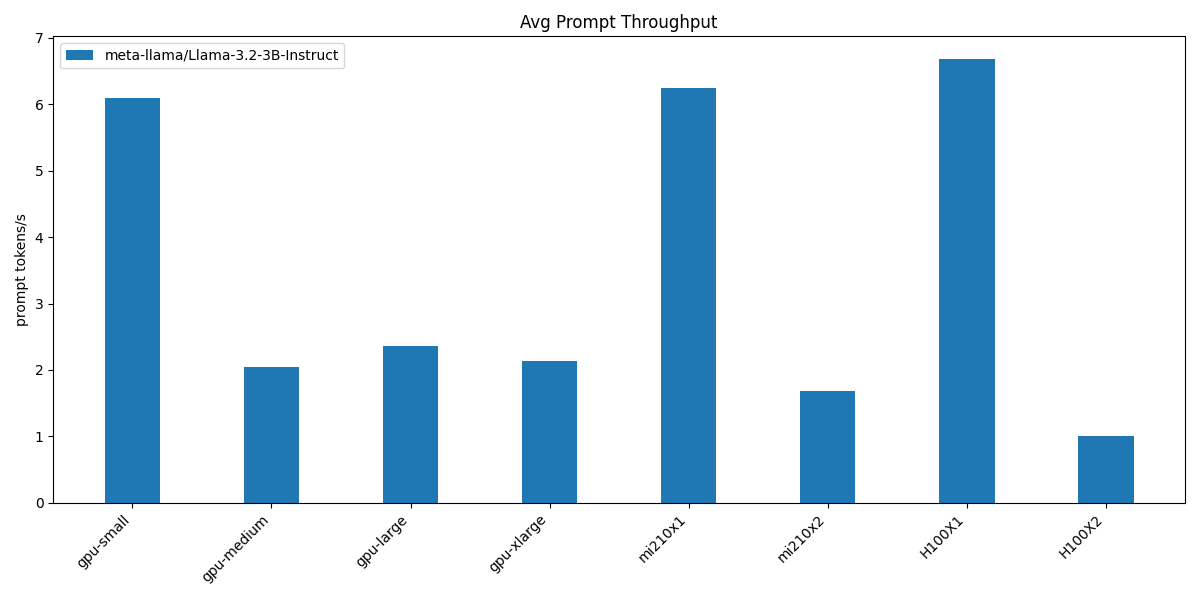 Avg Prompt Throughput
meta-llama/Llama-3.2-3B-Instruct
prompt tokens/s
7
6
5
4
3
2
1
0
gpu-small
gpu-medium
gpu-large
gpu-xlarge
mi210x1
mi210x2
H100X1
H100X2